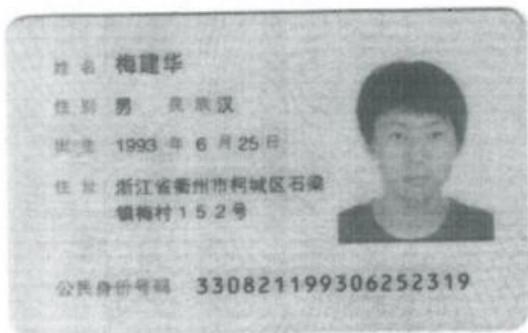 姓名 梅建华
性别 男 民族 汉
出生 1993 年 6 月 25 日
住址 浙江省衢州市柯城区石梁
镇梅村152号
公民身份号码 330821199306252319